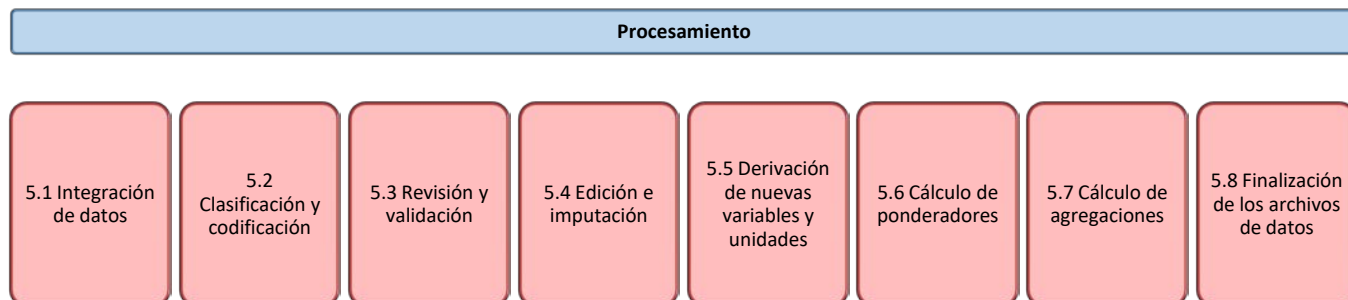 Procesamiento
5.1 Integración
de datos
5.2
Clasificación y
codificación
5.3 Revisión y
validación
5.4 Edición e
imputación
5.5 Derivación
de nuevas
variables y
unidades
5.6 Cálculo de
ponderadores
5.7 Cálculo de
agregaciones
5.8 Finalización
de los archivos
de datos